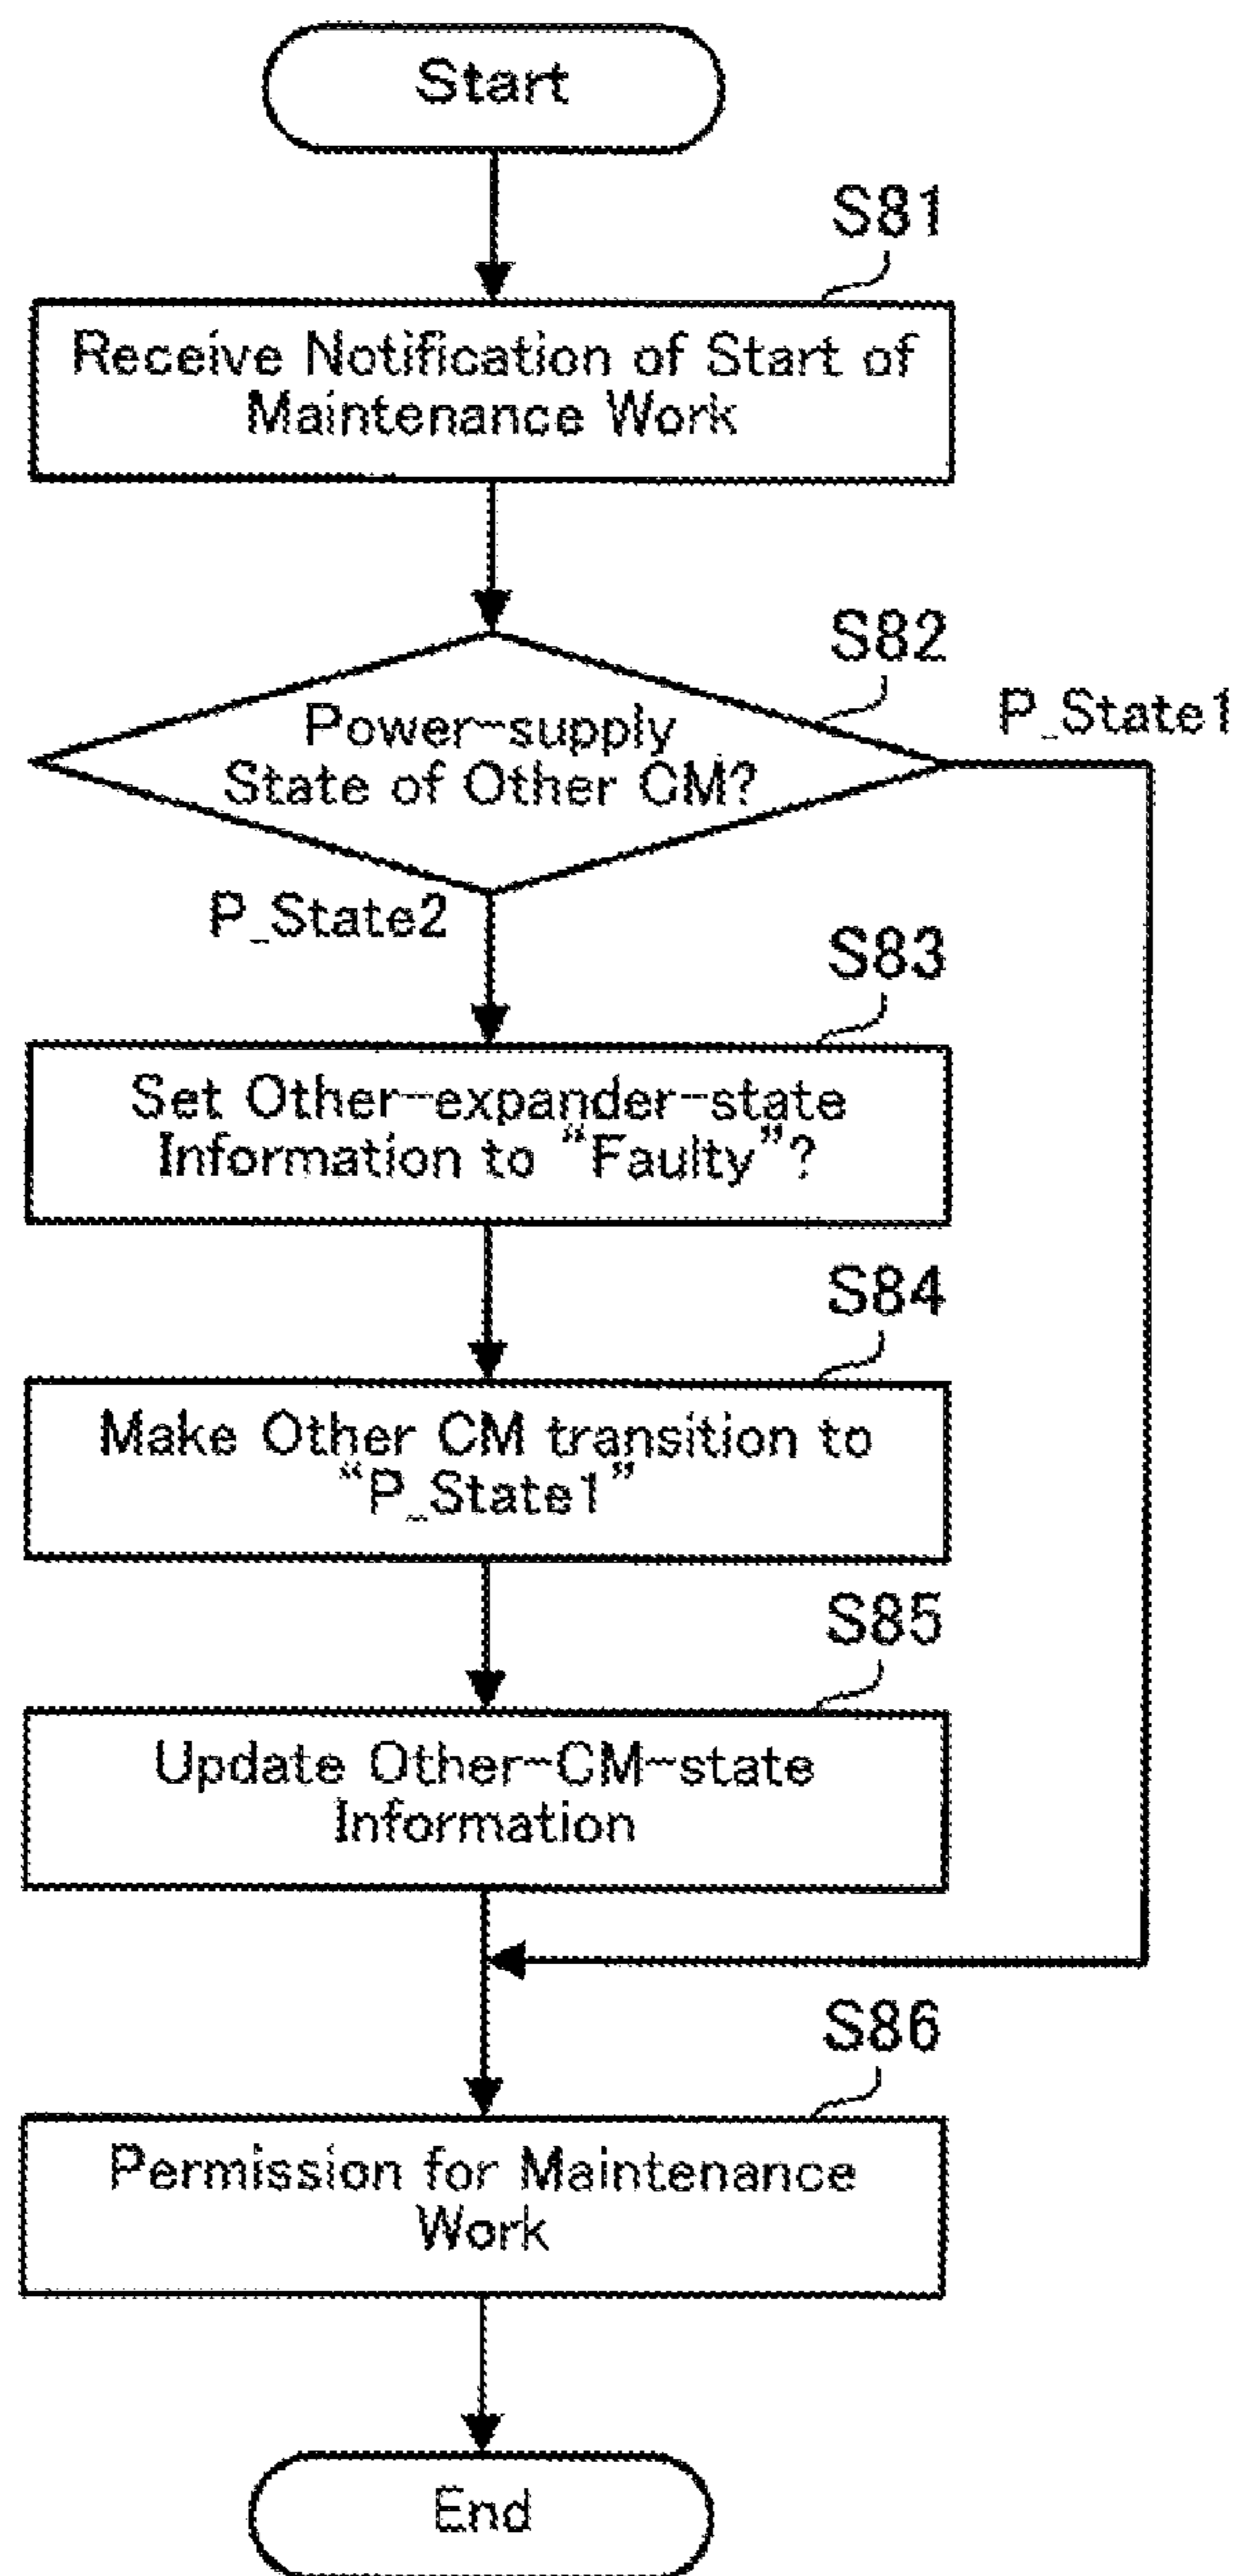 Start
S81
Receive Notification of Start of
Maintenance Work
S82
P_State1
Power-supply
State of Other CM?
P_State2
S83
Set Other-expander-state
Information to “Faulty”?
S84
Make Other CM transition to
“P_State1”
S85
Update Other-CM-state
Information
S86
Permission for Maintenance
Work
End